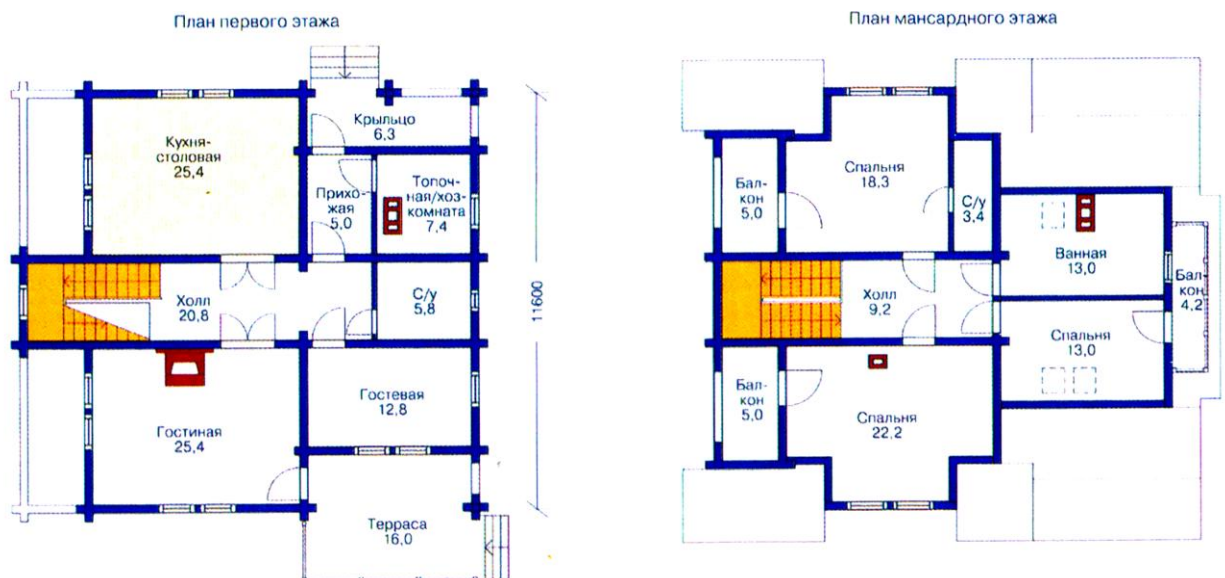 План первого этажа
Кухня-
столовая
25,4
Крыльцо
6,3
Прихо-
жая
5,0
Топоч-
ная/хоз-
комната
7,4
Холл
20,8
С/у
5,8
Гостиная
25,4
Гостевая
12,8
Терраса
16,0
11600
План мансардного этажа
Бал-
кон
5,0
Спальня
18,3
С/у
3,4
Ванная
13,0
Бал-
кон
4,2
Холл
9,2
Спальня
13,0
Бал-
кон
5,0
Спальня
22,2